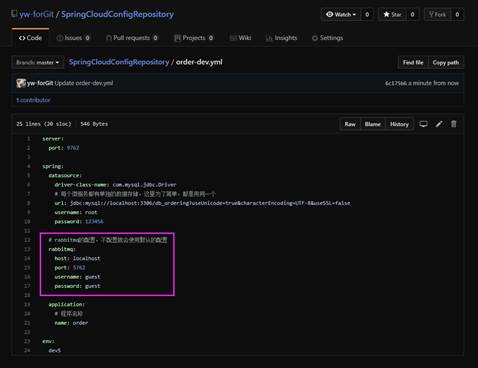 yw-forGit / SpringCloudConfigRepository
Watch 0 Star 0 Fork 0
Code Issues 0 Pull requests 0 Projects 0 Wiki Insights Settings
Branch: master SpringCloudConfigRepository / order-dev.yml Find file Copy path
yw-forGit Update order-dev.yml 6c175b6 a minute from now
1 contributor
25 lines (20 sloc) 546 Bytes Raw Blame History
1 server:
2 port: 9762
3
4 spring:
5 datasource:
6 driver-class-name: com.mysql.jdbc.Driver
7 # 每个微服务都有单独的数据存储,这里为了简单,都是用同一个
8 url: jdbc:mysql://localhost:3306/db_ordering?useUnicode=true&characterEncoding=UTF-8&useSSL=false
9 username: root
10 password: 123456
11
12 # rabbitmq的配置,不配置就会使用默认的配置
13 rabbitmq:
14 host: localhost
15 port: 5762
16 username: guest
17 password: guest
18
19 application:
20 # 程序名称
21 name: order
22
23 env:
24 dev5